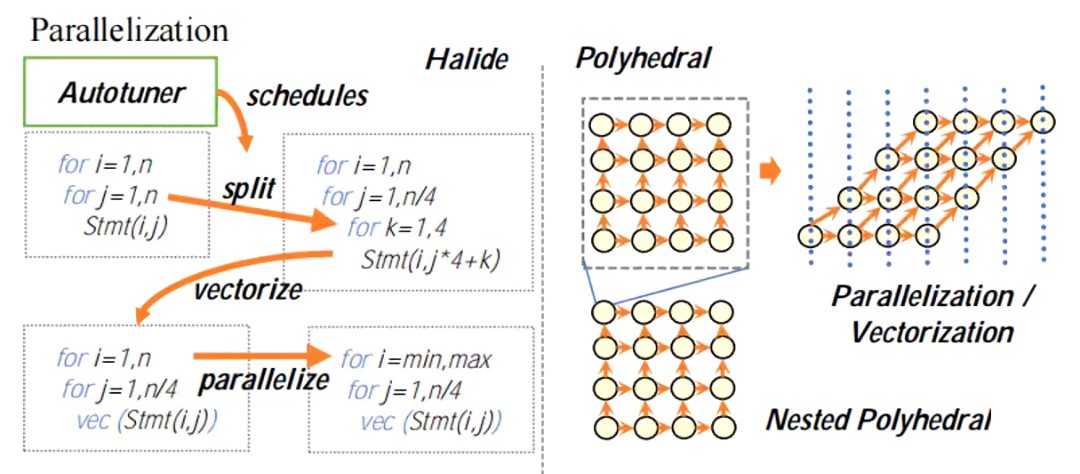 Parallelization
Halide
Autotuner
schedules
for i=1,n
for j=1,n
Stmt(i,j)
split
for i=1,n
for j=1,n/4
for k=1,4
Stmt(i,j*4+k)
vectorize
for i=1,n
for j=1,n/4
vec (Stmt(i,j))
parallelize
for i=min,max
for j=1,n/4
vec (Stmt(i,j))
Polyhedral
Parallelization /
Vectorization
Nested Polyhedral